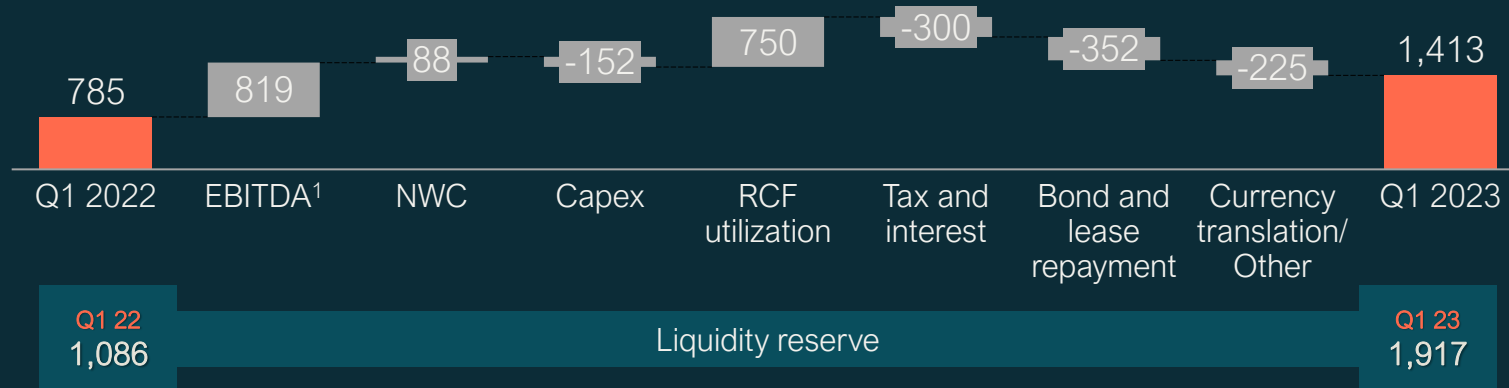 785
819
88
-152
750
-300
-352
-225
1,413
Q1 2022
EBITDA¹
NWC
Capex
RCF
utilization
Tax and
interest
Bond and
lease
repayment
Currency
translation/
Other
Q1 2023
Q1 22
1,086
Liquidity reserve
Q1 23
1,917